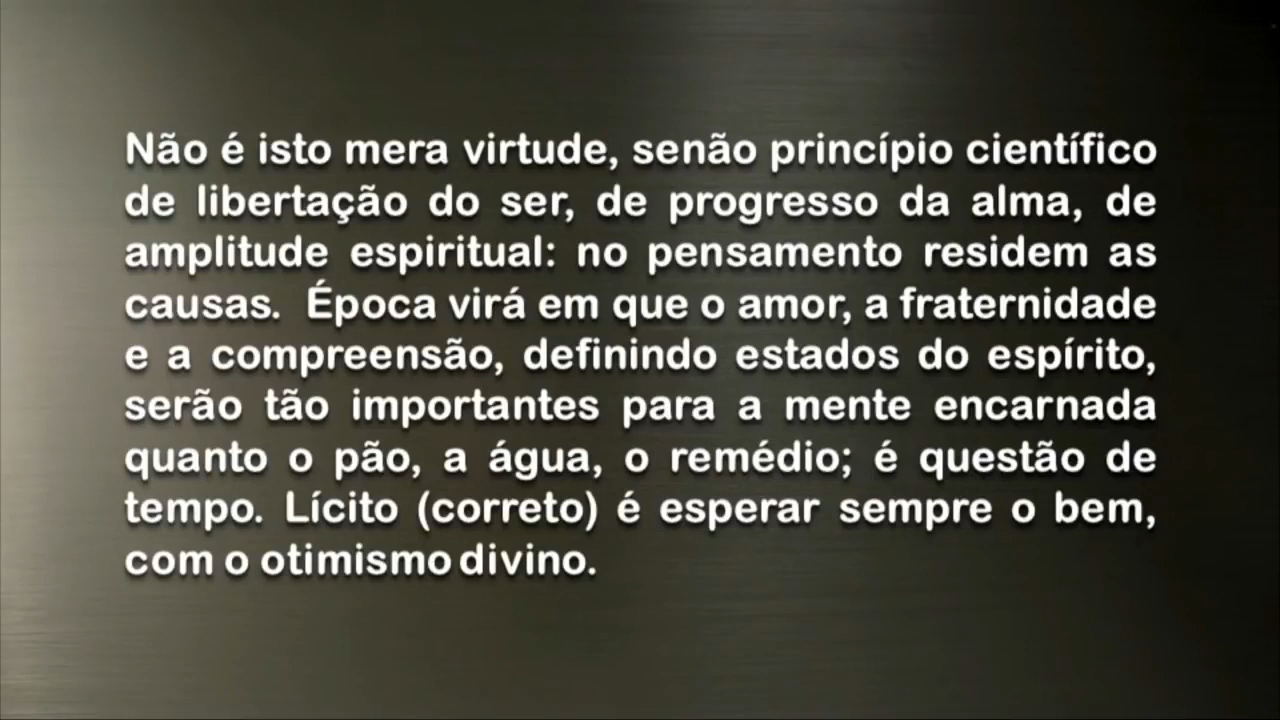 Não é isto mera virtude, senão princípio científico
de libertação do ser, de progresso da alma, de
amplitude espiritual: no pensamento residem as
causas. Época virá em que o amor, a fraternidade
e a compreensão, definindo estados do espírito,
serão tão importantes para a mente encarnada
quanto o pão, a água, o remédio; é questão de
tempo. Lícito (correto) é esperar sempre o bem,
com o otimismo divino.